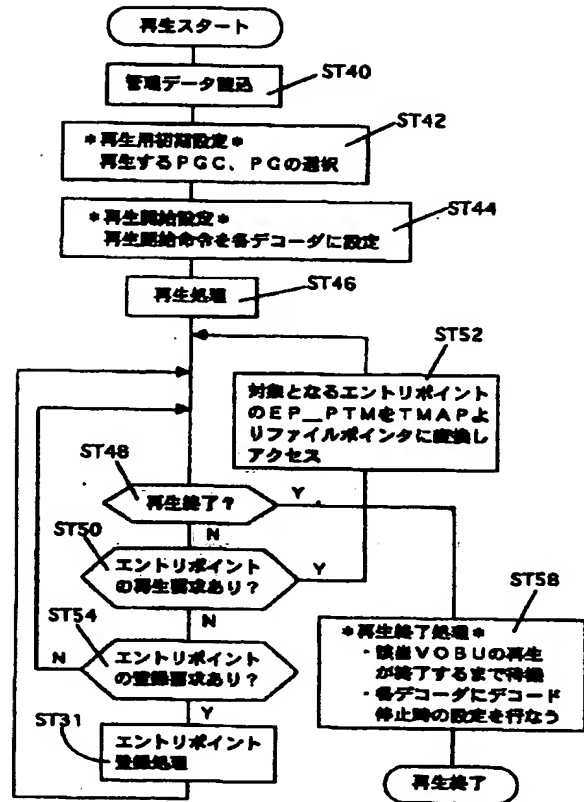 再生スタート
管理データ読込
ST40
＊再生用初期設定＊
再生するPGC、PGの選択
ST42
＊再生開始設定＊
再生開始命令を各デコーダに設定
ST44
再生処理
ST46
ST52
対象となるエントリポイント
のEP__PTMをTMAPよ
りファイルポインタに変換し
アクセス
ST48
再生終了？
Y
N
ST50
エントリポイント
の再生要求あり？
Y
N
ST54
エントリポイント
の登録要求あり？
N
Y
ST31
エントリポイント
登録処理
ST58
＊再生終了処理＊
・該当VOBUの再生
が終了するまで待機
・各デコーダにデコード
停止時の設定を行なう
再生終了